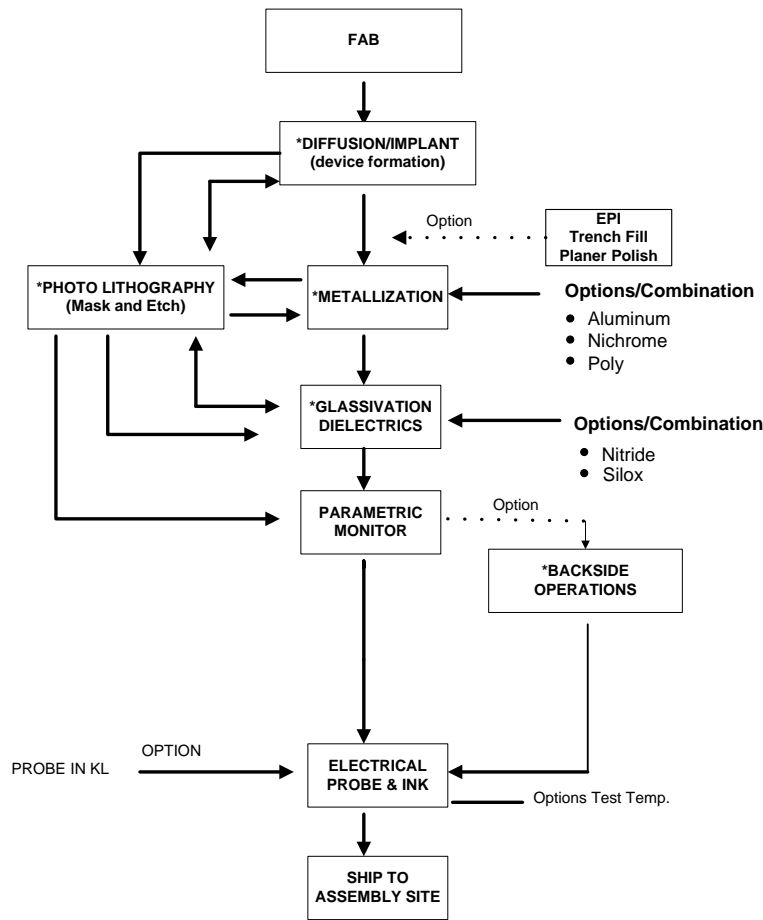 FAB
*DIFFUSION/IMPLANT
(device formation)
Option
EPI
Trench Fill
Planer Polish
*PHOTO LITHOGRAPHY
(Mask and Etch)
*METALLIZATION
Options/Combination
• Aluminum
• Nichrome
• Poly
*GLASSIVATION
DIELECTRICS
Options/Combination
• Nitride
• Silox
PARAMETRIC
MONITOR
Option
*BACKSIDE
OPERATIONS
PROBE IN KL
OPTION
ELECTRICAL
PROBE & INK
Options Test Temp.
SHIP TO
ASSEMBLY SITE